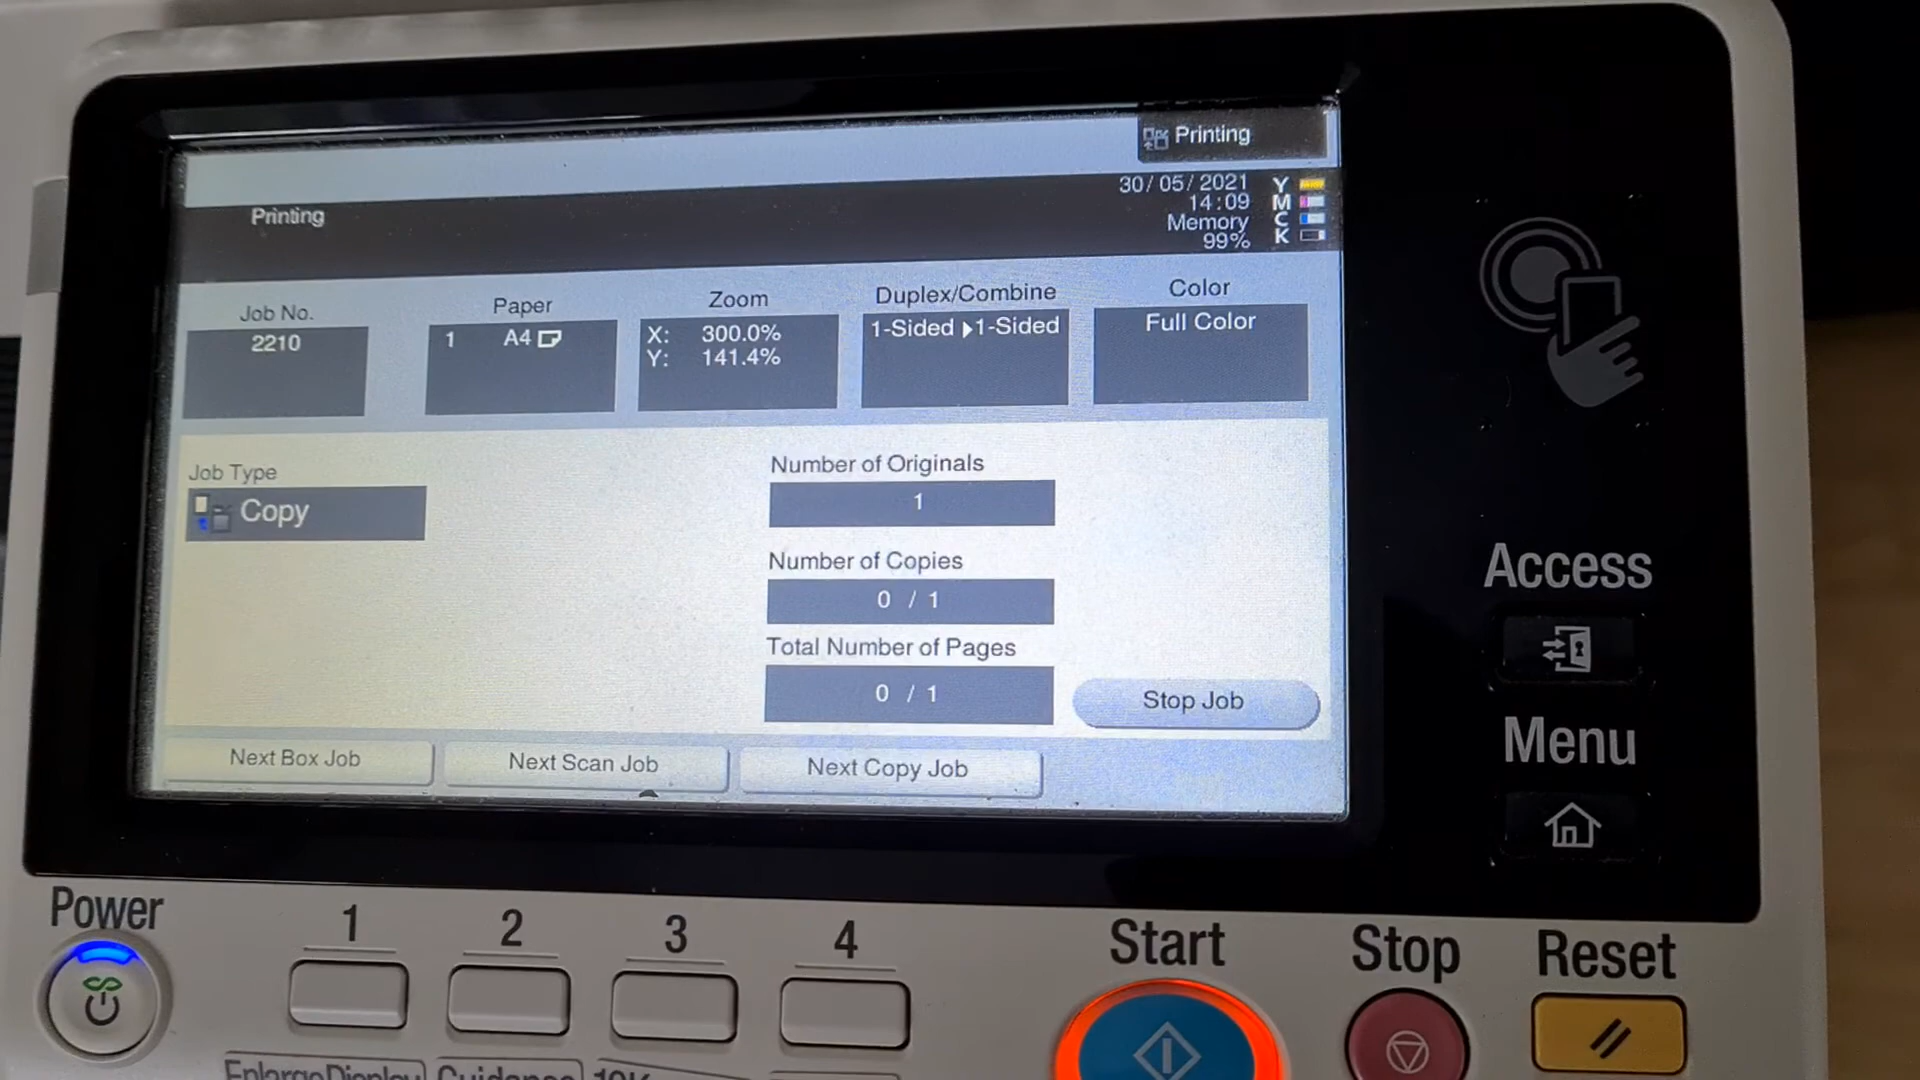 Printing
Printing
30/05/2021
14:09
Memory
99%
Y
M
C
K
Job No.
2210
Paper
1 A4
Zoom
X: 300.0%
Y: 141.4%
Duplex/Combine
1-Sided ▶1-Sided
Color
Full Color
Job Type
Copy
Number of Originals
1
Number of Copies
0 / 1
Total Number of Pages
0 / 1
Stop Job
Next Box Job
Next Scan Job
Next Copy Job
Access
Menu
Power
1
2
3
4
Start
Stop
Reset
Enlarge Display
Guidance